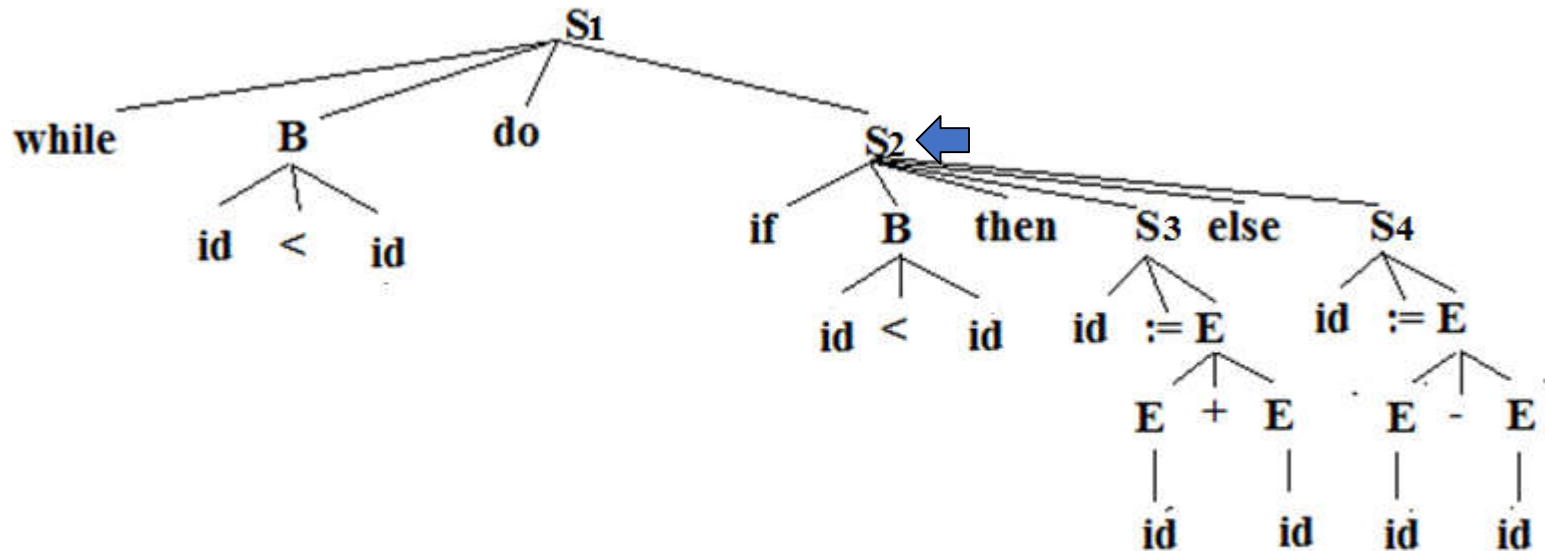 S1
while B do S2
id < id
if B then S3 else S4
id < id id := E id := E
E + E E - E
id id id id